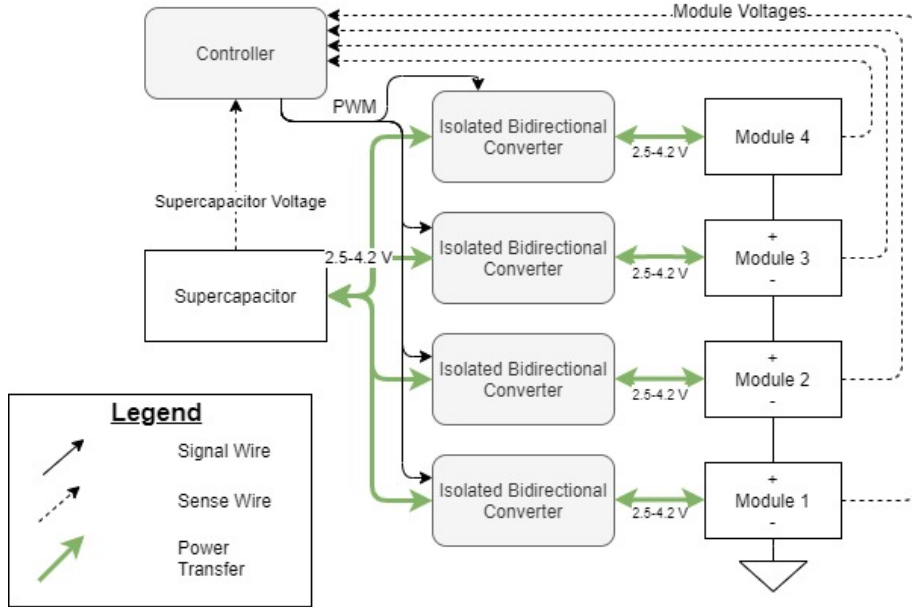 Module Voltages
Controller
PWM
Isolated Bidirectional
Converter
2.5-4.2 V
Module 4
Supercapacitor Voltage
Isolated Bidirectional
Converter
2.5-4.2 V
+
Module 3
-
2.5-4.2 V
Supercapacitor
Isolated Bidirectional
Converter
2.5-4.2 V
+
Module 2
-
Isolated Bidirectional
Converter
2.5-4.2 V
+
Module 1
-
Legend
Signal Wire
Sense Wire
Power
Transfer